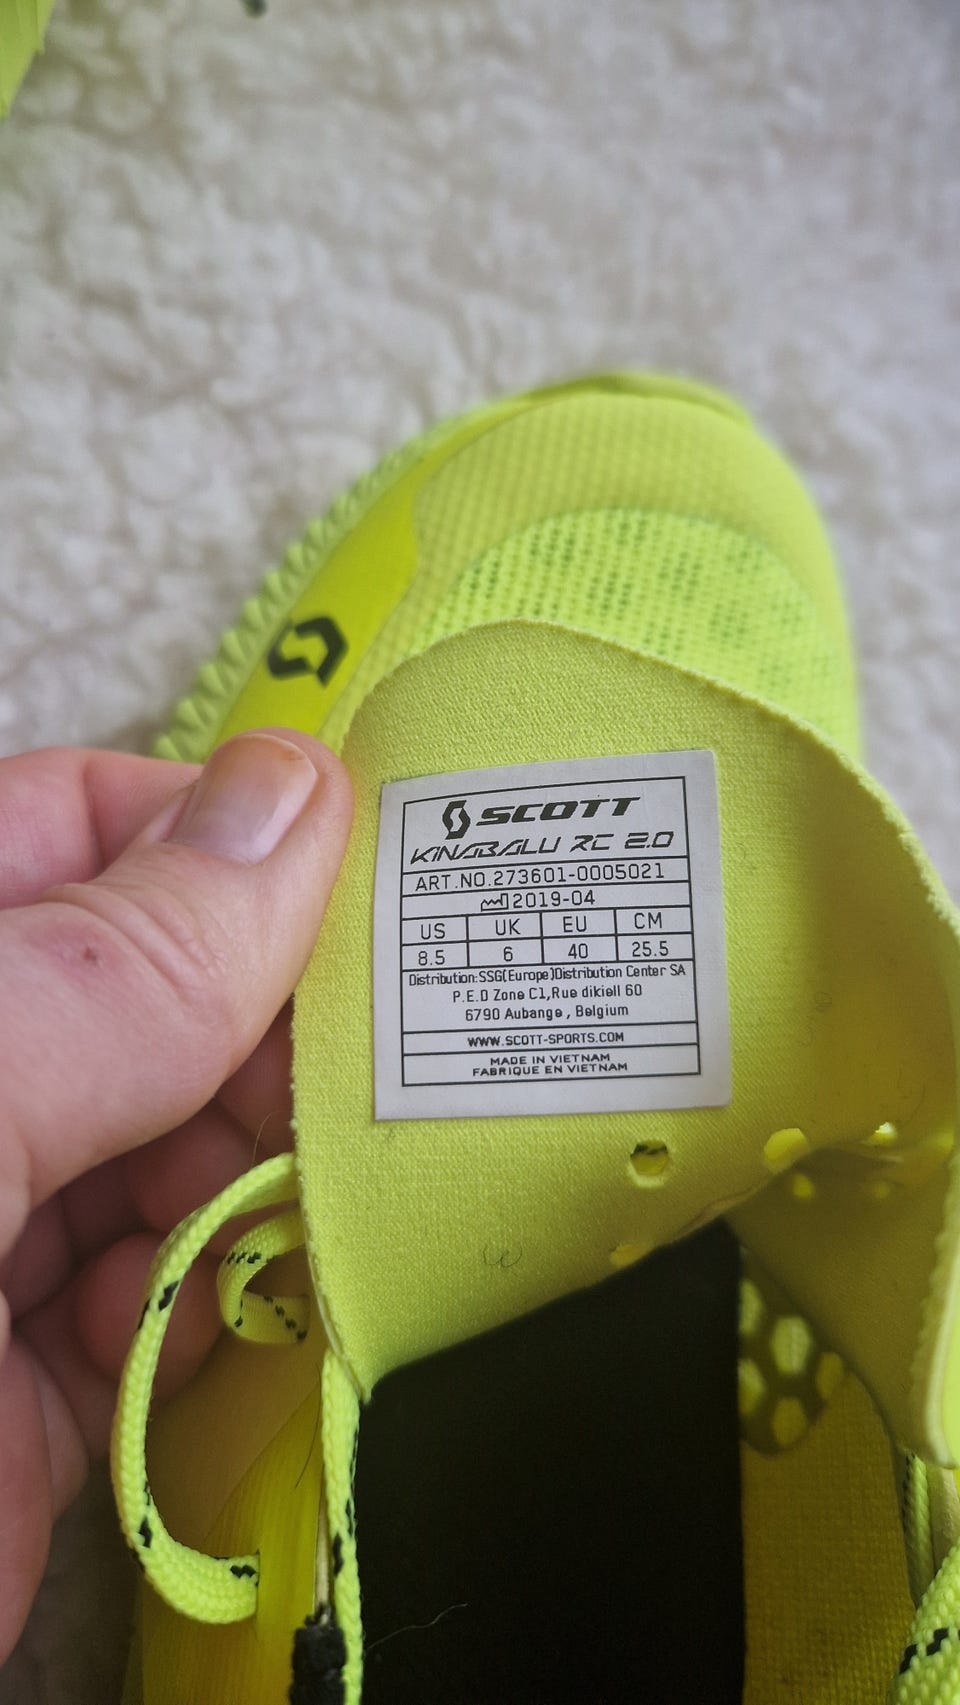 SCOTT
KINABALU RC 2.0
ART.NO.273601-0005021
2019-04
US UK EU CM
8.5 6 40 25.5
Distribution:SSG(Europe)Distribution Center SA
P.E.D Zone C1,Rue dikiell 60
6790 Aubange , Belgium
WWW.SCOTT-SPORTS.COM
MADE IN VIETNAM
FABRIQUE EN VIETNAM